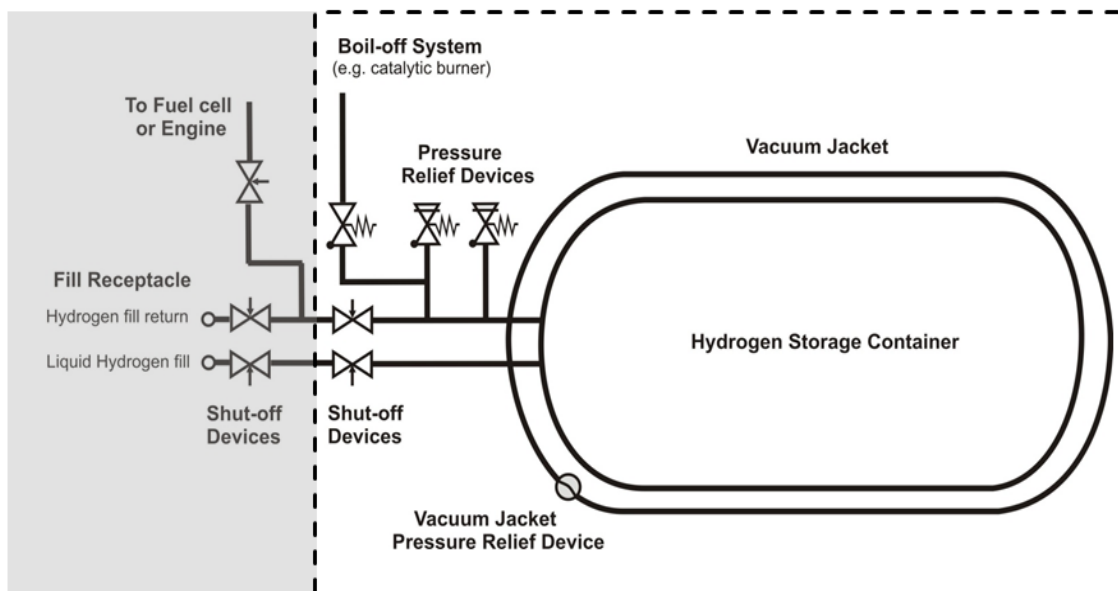 Boil-off System
(e.g. catalytic burner)
To Fuel cell
or Engine
Pressure
Relief Devices
Vacuum Jacket
Fill Receptacle
Hydrogen fill return
Liquid Hydrogen fill
Hydrogen Storage Container
Shut-off
Devices
Shut-off
Devices
Vacuum Jacket
Pressure Relief Device